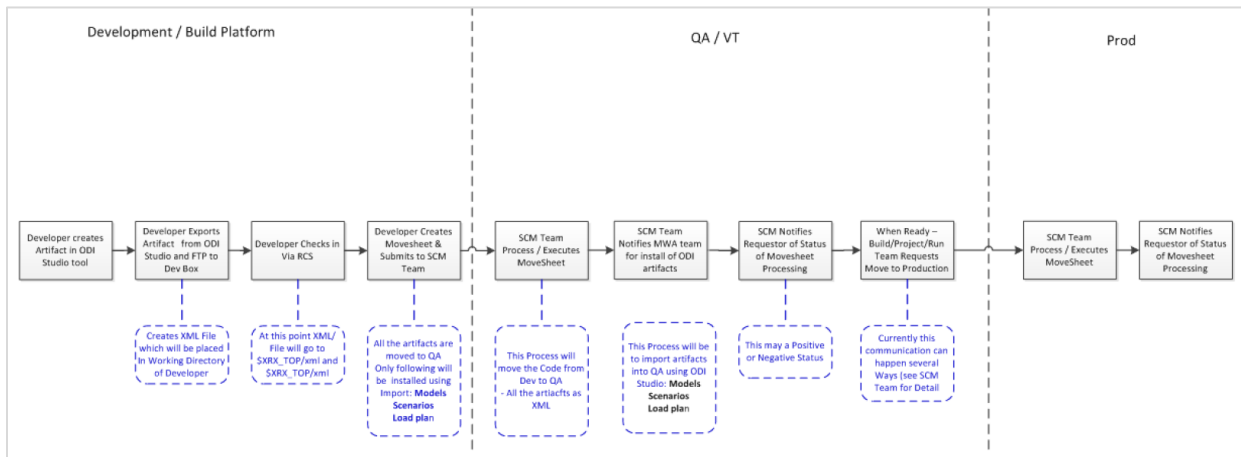 Development / Build Platform
QA / VT
Prod
Developer creates
Artifact in ODI
Studio tool
Developer Exports
Artifact from ODI
Studio and FTP to
Dev Box
Developer Checks in
Via RCS
Developer Creates
Movesheet &
Submits to SCM
Team
SCM Team
Process / Executes
MoveSheet
SCM Team
Notifies MWA team
for install of ODI
artifacts
SCM Notifies
Requestor of Status
of Movesheet
Processing
When Ready –
Build/Project/Run
Team Requests
Move to Production
SCM Team
Process / Executes
MoveSheet
SCM Notifies
Requestor of Status
of Movesheet
Processing
Creates XML File
which will be placed
In Working Directory
of Developer
At this point XML/
File will go to
$XRX_TOP/xml and
$XRX_TOP/xml
All the artifacts are
moved to QA
Only following will
be installed using
Import: Models
Scenarios
Load plan
This Process will
move the Code from
Dev to QA
- All the artiacfts as
XML
This Process will be
to import artifacts
into QA using ODI
Studio: Models
Scenarios
Load plan
This may a Positive
or Negative Status
Currently this
communication can
happen several
Ways (see SCM
Team for Detail